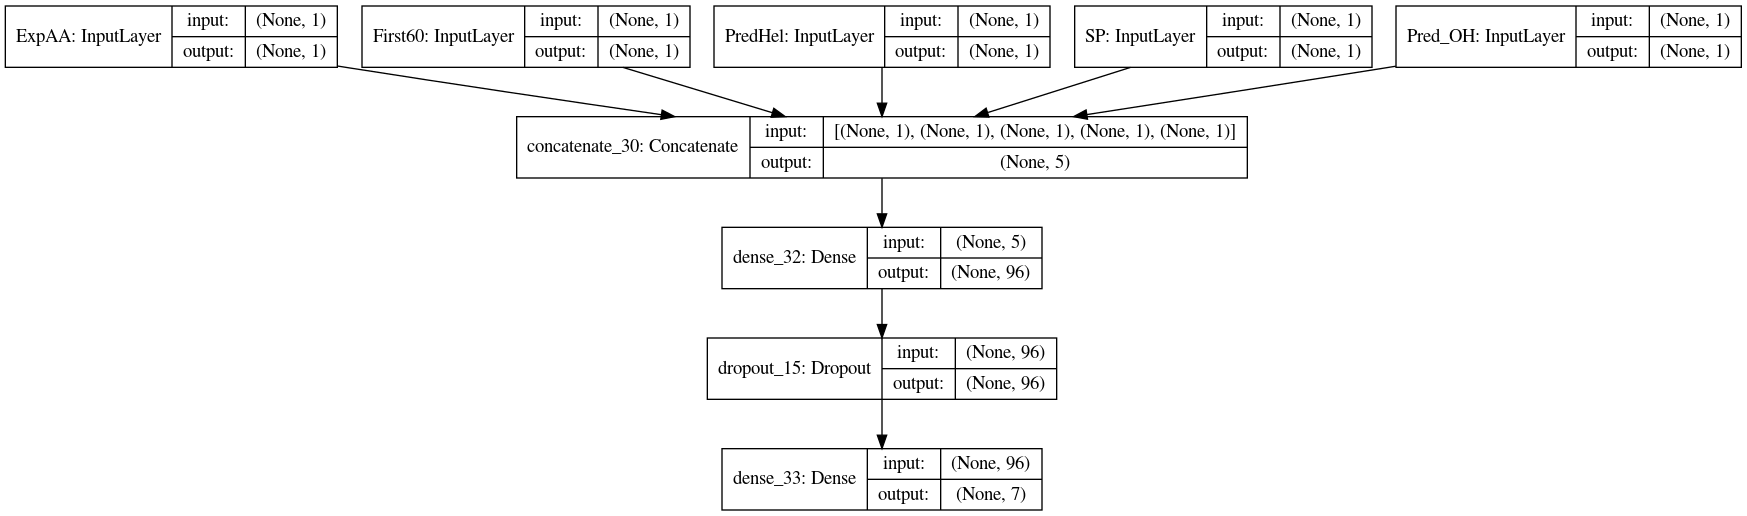 ExpAA: InputLayer input: (None, 1) output: (None, 1)
First60: InputLayer input: (None, 1) output: (None, 1)
PredHel: InputLayer input: (None, 1) output: (None, 1)
SP: InputLayer input: (None, 1) output: (None, 1)
Pred_OH: InputLayer input: (None, 1) output: (None, 1)
concatenate_30: Concatenate input: [(None, 1), (None, 1), (None, 1), (None, 1), (None, 1)] output: (None, 5)
dense_32: Dense input: (None, 5) output: (None, 96)
dropout_15: Dropout input: (None, 96) output: (None, 96)
dense_33: Dense input: (None, 96) output: (None, 7)